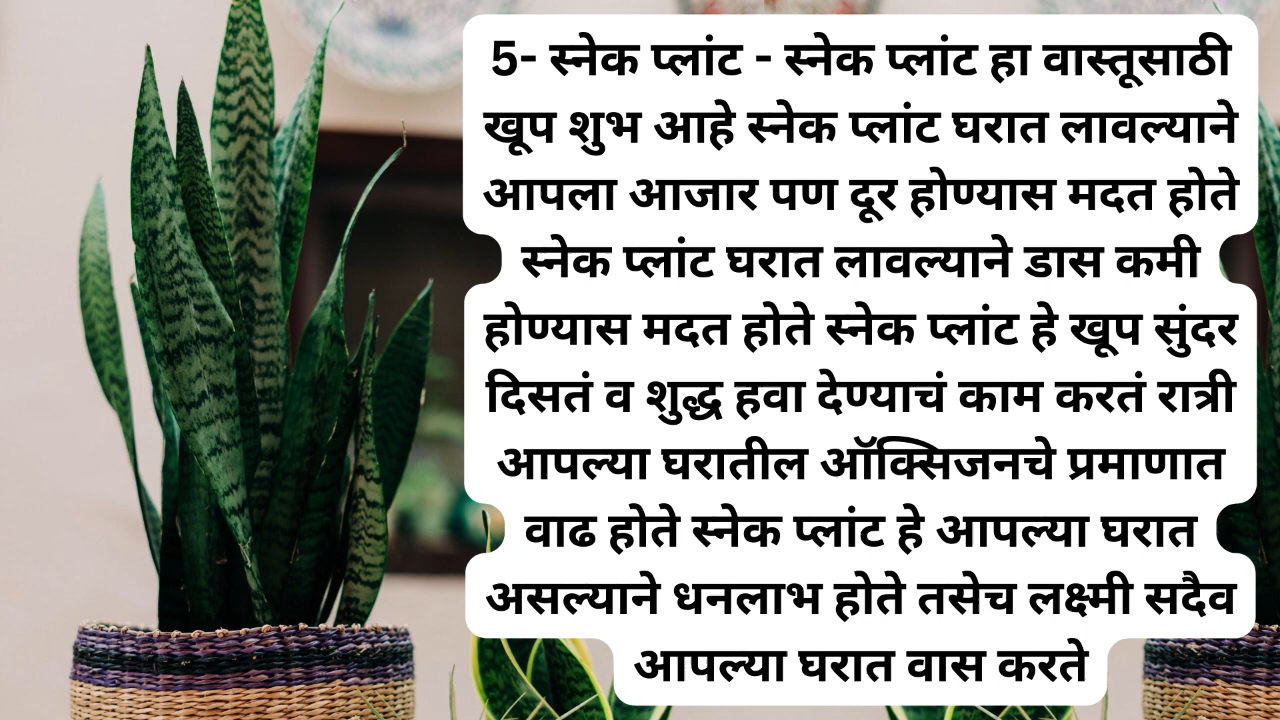 5- स्नेक प्लांट - स्नेक प्लांट हा वास्तूसाठी
खूप शुभ आहे स्नेक प्लांट घरात लावल्याने
आपला आजार पण दूर होण्यास मदत होते
स्नेक प्लांट घरात लावल्याने डास कमी
होण्यास मदत होते स्नेक प्लांट हे खूप सुंदर
दिसतं व शुद्ध हवा देण्याचं काम करतं रात्री
आपल्या घरातील ऑक्सिजनचे प्रमाणात
वाढ होते स्नेक प्लांट हे आपल्या घरात
असल्याने धनलाभ होते तसेच लक्ष्मी सदैव
आपल्या घरात वास करते